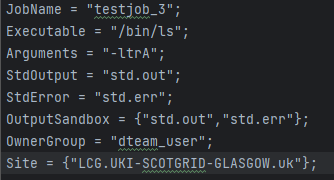 JobName = "testjob_3";
Executable = "/bin/ls";
Arguments = "-ltrA";
StdOutput = "std.out";
StdError = "std.err";
OutputSandbox = {"std.out","std.err"};
OwnerGroup = "dteam_user";
Site = {"LCG.UKI-SCOTGRID-GLASGOW.uk"};